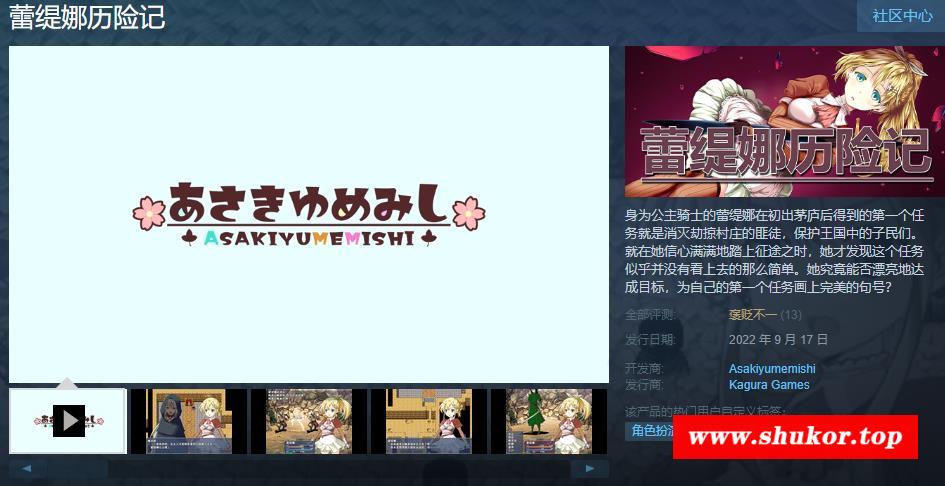 蕾缇娜历险记
社区中心
あさきゆめみし
ASAKIYUMEMISHI
蕾缇娜历险记
身为公主骑士的蕾缇娜在初出茅庐后得到的第一个任
务就是消灭劫掠村庄的匪徒，保护王国中的子民们。
就在她信心满满地踏上征途之时，她才发现这个任务
似乎并没有看上去的那么简单。她究竟能否漂亮地达
成目标，为自己的第一个任务画上完美的句号？
全部评测: 褒贬不一 (13)
发行日期: 2022 年 9 月 17 日
开发商: Asakiyumemishi
发行商: Kagura Games
该产品的热门用户自定义标签:
角色扮演
www.shukor.top
あさきゆめみし